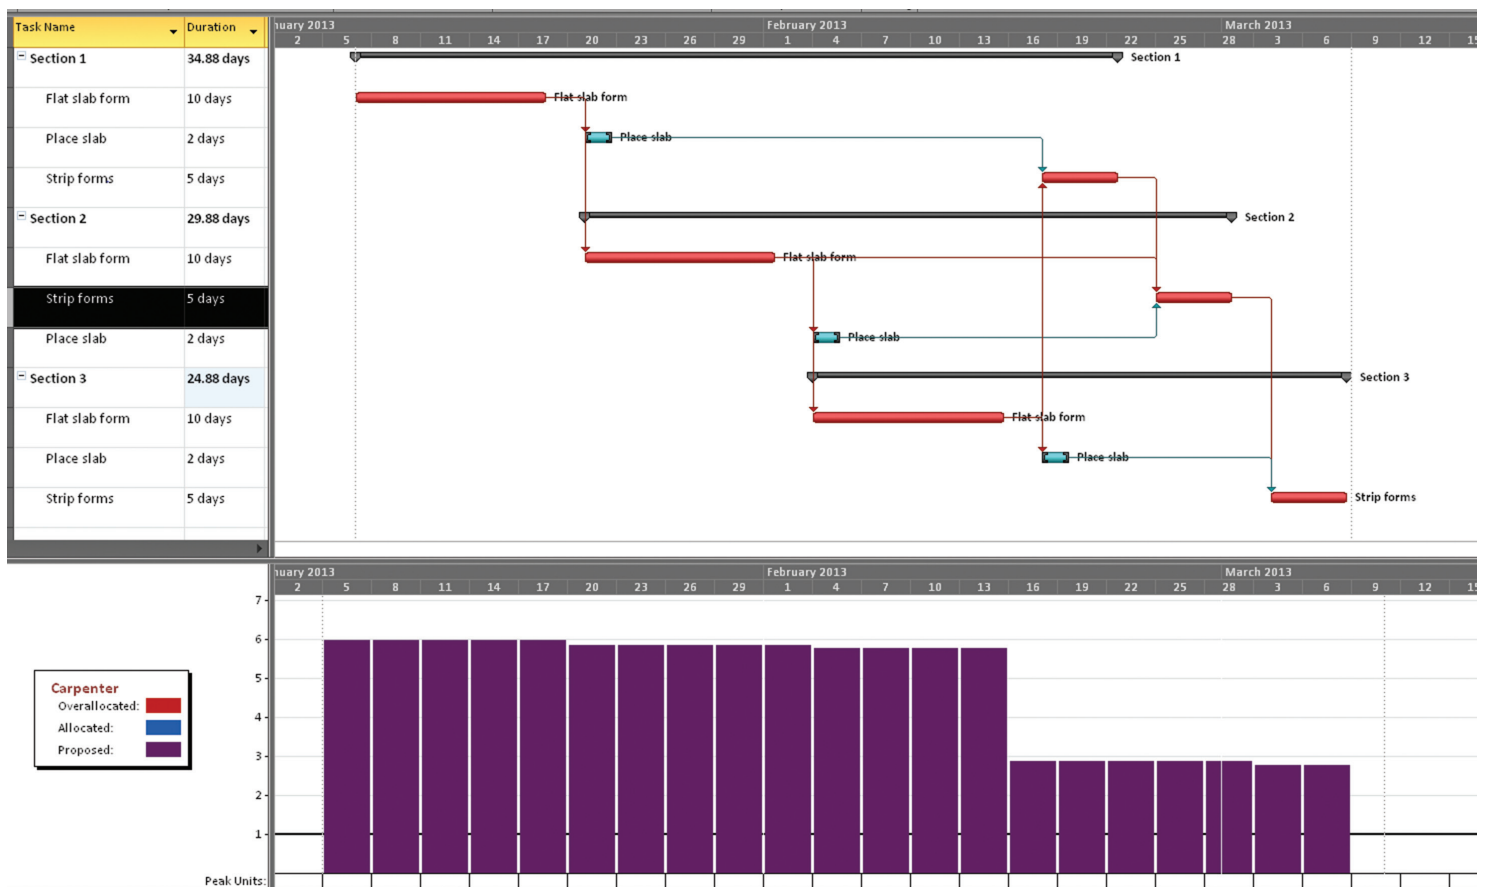 Task Name Duration
Section 1 34.88 days
Flat slab form 10 days
Place slab 2 days
Strip forms 5 days
Section 2 29.88 days
Flat slab form 10 days
Strip forms 5 days
Place slab 2 days
Section 3 24.88 days
Flat slab form 10 days
Place slab 2 days
Strip forms 5 days
nuary 2013 February 2013 March 2013
2 5 8 11 14 17 20 23 26 29 1 4 7 10 13 16 19 22 25 28 3 6 9 12 15
Section 1
Flat slab form
Place slab
Section 2
Flat slab form
Place slab
Section 3
Flat slab form
Place slab
Strip forms
nuary 2013 February 2013 March 2013
2 5 8 11 14 17 20 23 26 29 1 4 7 10 13 16 19 22 25 28 3 6 9 12 15
7
6
5
4
3
2
1
Peak Units:
Carpenter
Overallocated:
Allocated:
Proposed: